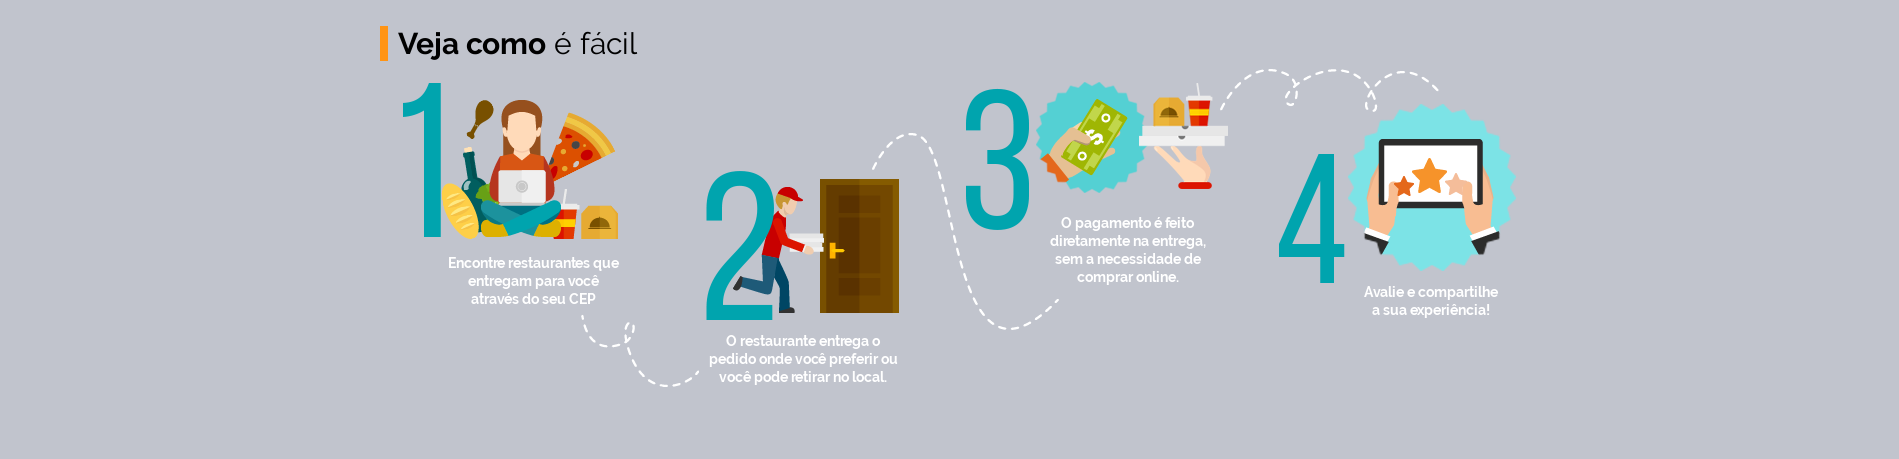 Veja como é fácil
1
Encontre restaurantes que
entregam para você
através do seu CEP
2
O restaurante entrega o
pedido onde você preferir ou
você pode retirar no local.
3
$
O pagamento é feito
diretamente na entrega,
sem a necessidade de
comprar online.
4
Avalie e compartilhe
a sua experiência!